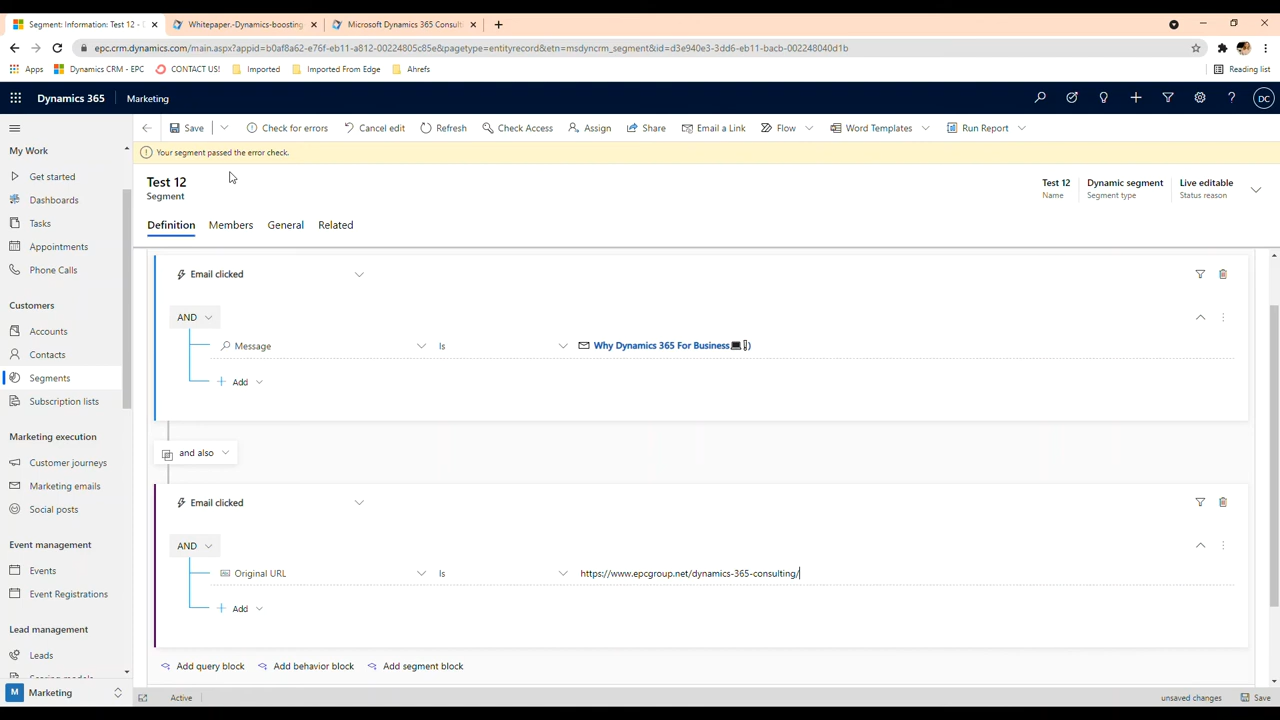 Segment: Information: Test 12 - D
Whitepaper.-Dynamics-boosting-
Microsoft Dynamics 365 Consult
epc.crm.dynamics.com/main.aspx?appid=b0af8a62-e76f-eb11-a812-00224805c85e&pagetype=entityrecord&etn=msdyncrm_segment&id=d3e940e3-3dd6-eb11-bacb-002248040d1b
Apps
Dynamics CRM - EPC
CONTACT US!
Imported
Imported From Edge
Ahrefs
Reading list
Dynamics 365
Marketing
DC
Save
Check for errors
Cancel edit
Refresh
Check Access
Assign
Share
Email a Link
Flow
Word Templates
Run Report
Your segment passed the error check.
Test 12
Segment
Test 12
Name
Dynamic segment
Segment type
Live editable
Status reason
Definition
Members
General
Related
My Work
Get started
Dashboards
Tasks
Appointments
Phone Calls
Customers
Accounts
Contacts
Segments
Subscription lists
Marketing execution
Customer journeys
Marketing emails
Social posts
Event management
Events
Event Registrations
Lead management
Leads
Scoring models
M
Marketing
Email clicked
AND
Message
Is
Why Dynamics 365 For Business
Add
and also
Email clicked
AND
Original URL
Is
https://www.epcgroup.net/dynamics-365-consulting/
Add
Add query block
Add behavior block
Add segment block
Active
unsaved changes
Save